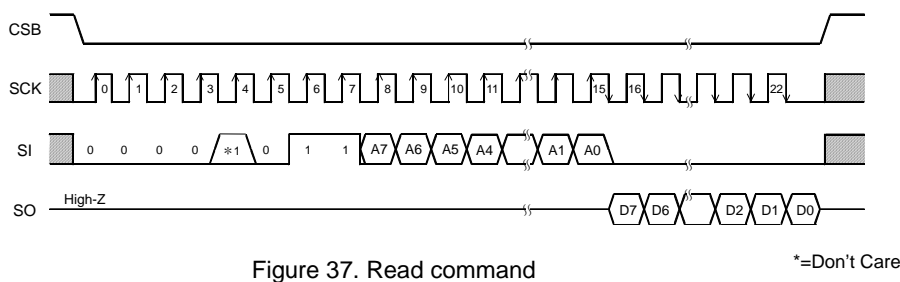 CSB
SCK 0 1 2 3 4 5 6 7 8 9 10 11 15 16 22
SI 0 0 0 0 *1 0 1 1 A7 A6 A5 A4 A1 A0
High-Z
SO D7 D6 D2 D1 D0
*=Don't Care
Figure 37. Read command